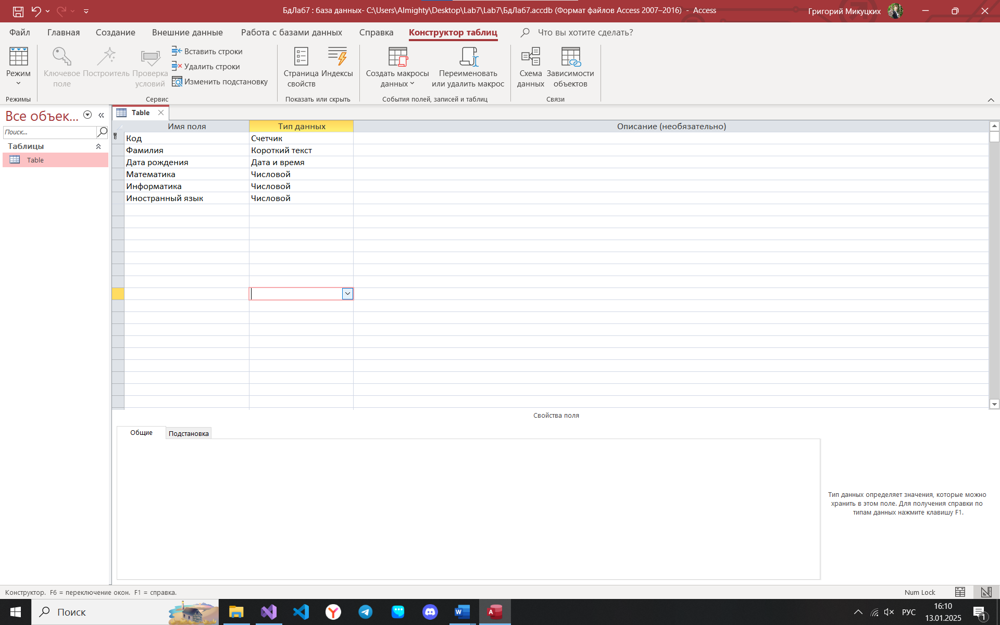 БдЛаб7 : база данных- C:\Users\Almighty\Desktop\Lab7\Lab7\БдЛаб7.accdb (Формат файлов Access 2007–2016) - Access
Григорий Микуцких
Файл Главная Создание Внешние данные Работа с базами данных Справка Конструктор таблиц Что вы хотите сделать?
Режим
Ключевое поле
Построитель
Проверка условий
Вставить строки
Удалить строки
Изменить подстановку
Страница свойств
Индексы
Создать макросы данных
Переименовать или удалить макрос
Схема данных
Зависимости объектов
Режимы
Сервис
Показать или скрыть
События полей, записей и таблиц
Связи
Все объек...
Поиск...
Таблицы
Table
Table
Имя поля Тип данных Описание (необязательно)
Код Счетчик
Фамилия Короткий текст
Дата рождения Дата и время
Математика Числовой
Информатика Числовой
Иностранный язык Числовой
Свойства поля
Общие Подстановка
Тип данных определяет значения, которые можно
хранить в этом поле. Для получения справки по
типам данных нажмите клавишу F1.
Конструктор. F6 = переключение окон. F1 = справка.
Num Lock
Поиск
W
A
РУС
16:10
13.01.2025
1